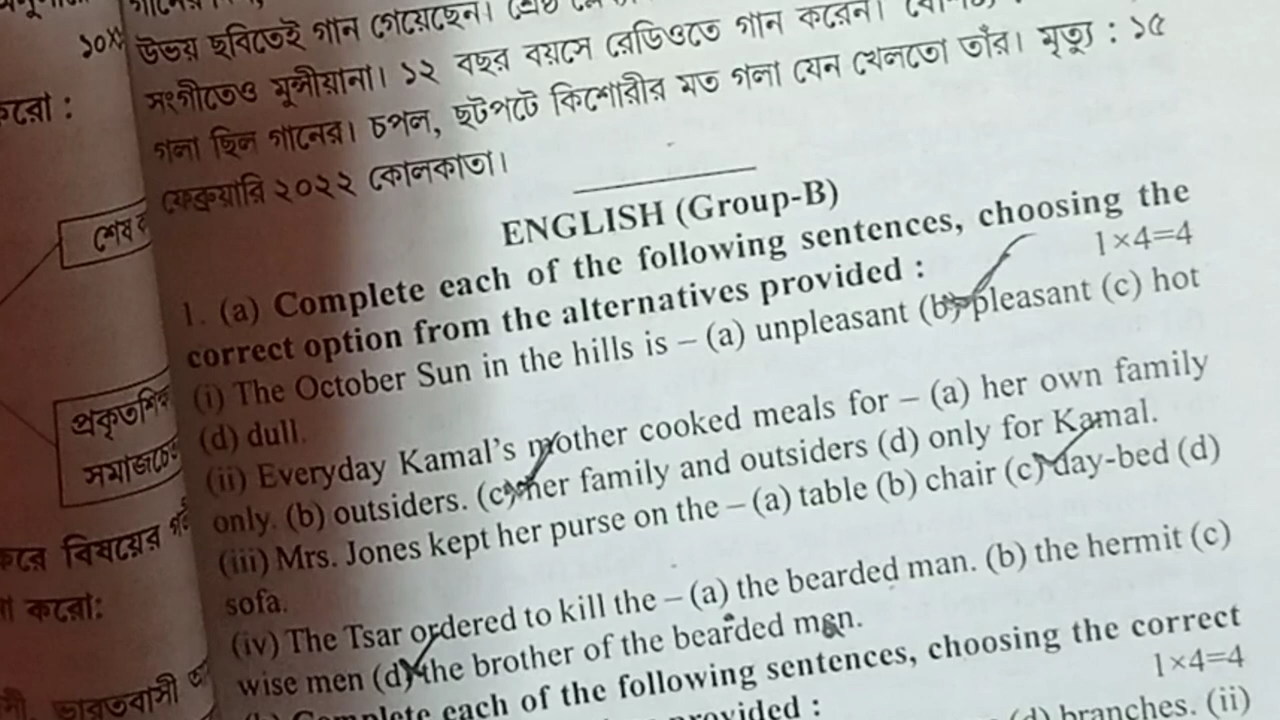 ১০×
উভয় ছবিতেই গান গেয়েছেন।
সংগীতেও মুন্সীয়ানা। ১২ বছর বয়সে রেডিওতে গান করেন।
গলা ছিল গানের। চপল, ছটপটে কিশোরীর মত গলা যেন খেলতো তাঁর। মৃত্যু : ১৫
ফেব্রুয়ারি ২০২২ কোলকাতা।
করো :
শেষ
প্রকৃতপি
সমাজচে
করে বিষয়ের
করো:
ভারতবাসী
ENGLISH (Group-B)
1. (a) Complete each of the following sentences, choosing the
correct option from the alternatives provided : 1×4=4
(i) The October Sun in the hills is – (a) unpleasant (b) pleasant (c) hot
(d) dull.
(ii) Everyday Kamal's mother cooked meals for – (a) her own family
only. (b) outsiders. (c) her family and outsiders (d) only for Kamal.
(iii) Mrs. Jones kept her purse on the – (a) table (b) chair (c) day-bed (d)
sofa.
(iv) The Tsar ordered to kill the – (a) the bearded man. (b) the hermit (c)
wise men (d) the brother of the bearded man.
Complete each of the following sentences, choosing the correct
provided : 1×4=4
(d) branches. (ii)